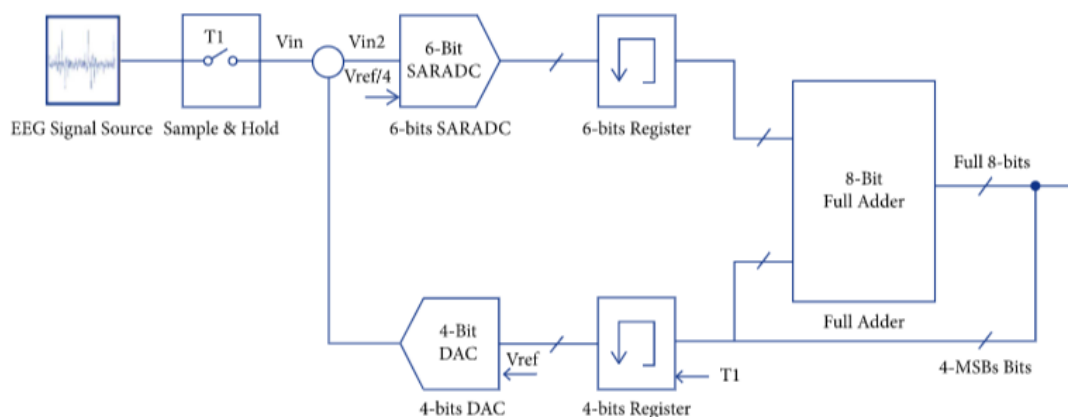 T1
Vin
Vin2
Vref/4
6-Bit
SARADC
EEG Signal Source
Sample & Hold
6-bits SARADC
6-bits Register
8-Bit
Full Adder
Full 8-bits
Full Adder
4-Bit
DAC
Vref
T1
4-MSBs Bits
4-bits DAC
4-bits Register